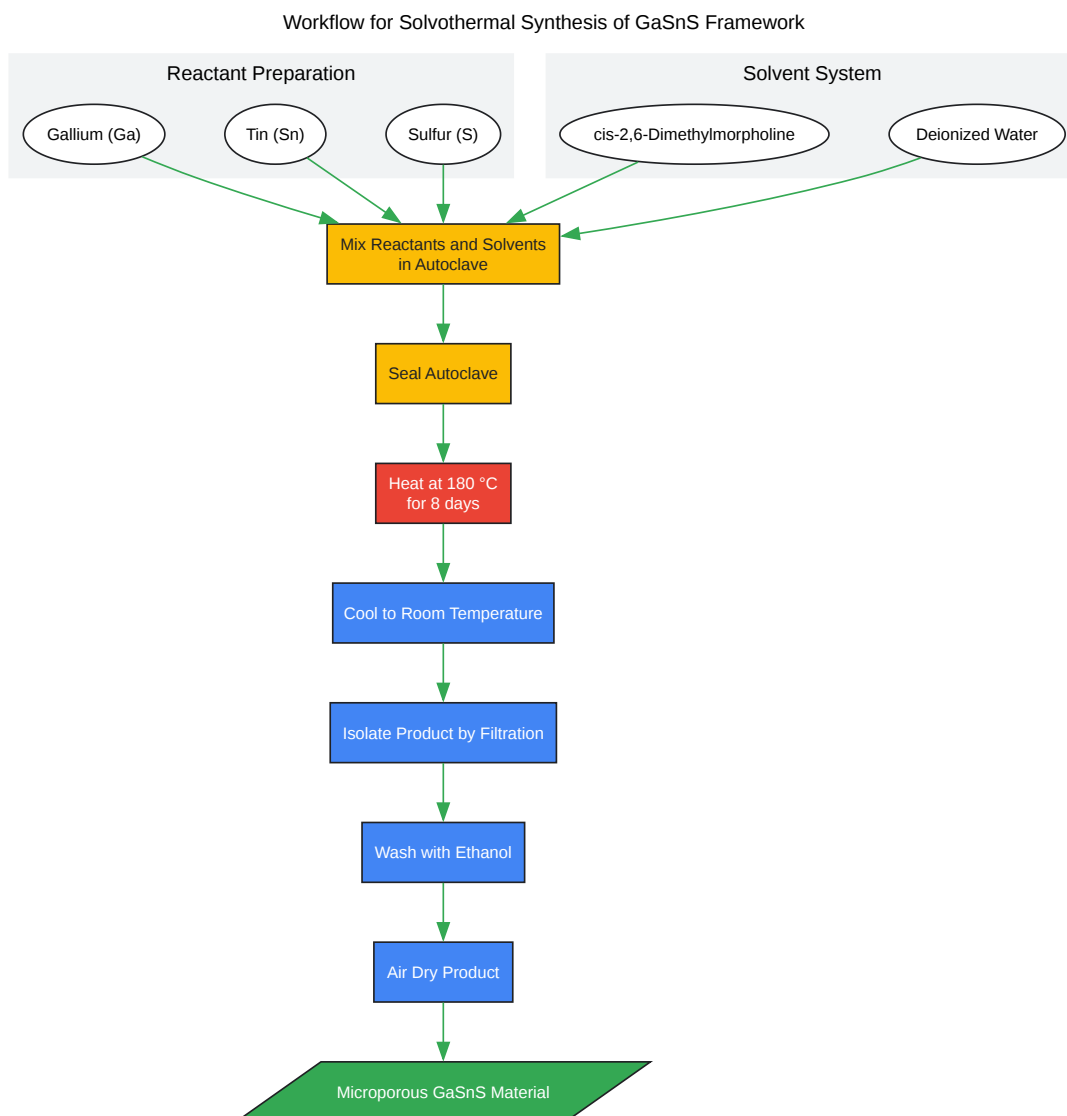 Workflow for Solvothermal Synthesis of GaSnS Framework
Reactant Preparation
Solvent System
Gallium (Ga)
Tin (Sn)
Sulfur (S)
cis-2,6-Dimethylmorpholine
Deionized Water
Mix Reactants and Solvents
in Autoclave
Seal Autoclave
Heat at 180 °C
for 8 days
Cool to Room Temperature
Isolate Product by Filtration
Wash with Ethanol
Air Dry Product
Microporous GaSnS Material